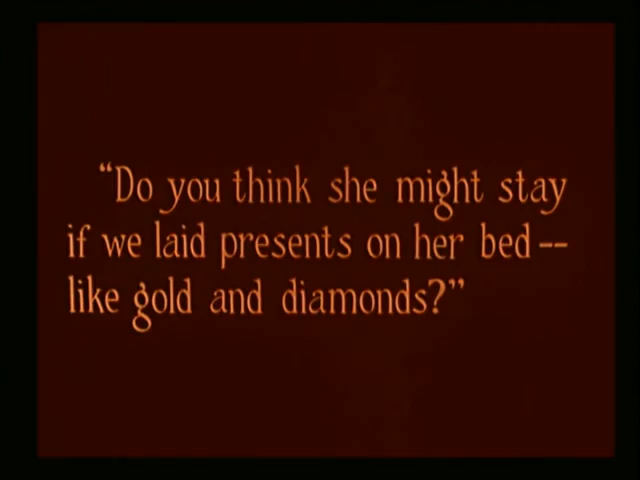 “Do you think she might stay
if we laid presents on her bed--
like gold and diamonds?”